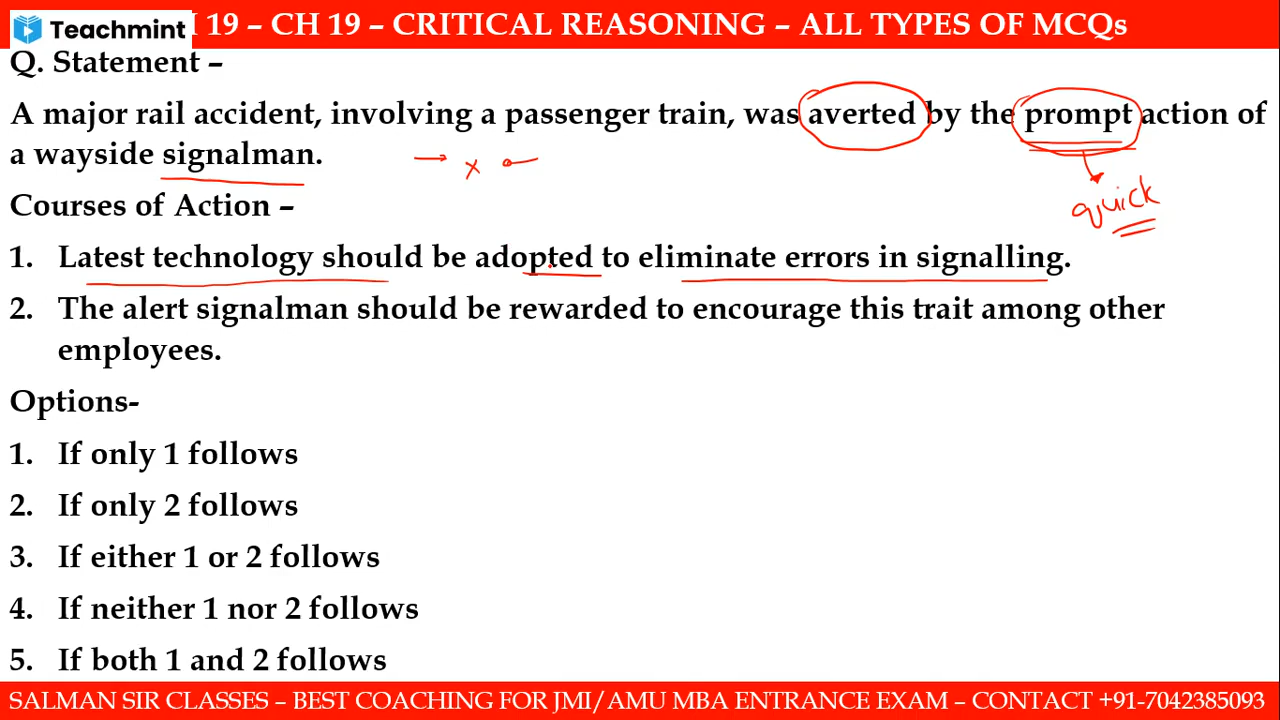 Teachmint
19 – CH 19 – CRITICAL REASONING – ALL TYPES OF MCQs
Q. Statement –
A major rail accident, involving a passenger train, was averted by the prompt action of
a wayside signalman.
quick
Courses of Action –
1. Latest technology should be adopted to eliminate errors in signalling.
2. The alert signalman should be rewarded to encourage this trait among other
employees.
Options-
1. If only 1 follows
2. If only 2 follows
3. If either 1 or 2 follows
4. If neither 1 nor 2 follows
5. If both 1 and 2 follows
SALMAN SIR CLASSES – BEST COACHING FOR JMI/AMU MBA ENTRANCE EXAM – CONTACT +91-7042385093